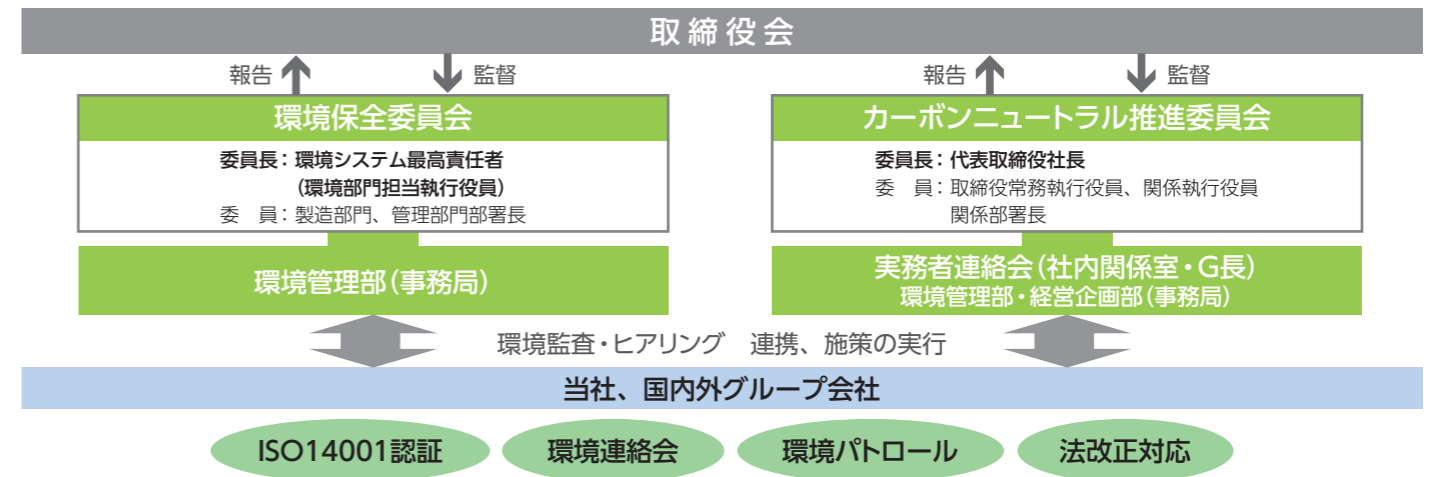 取締役会
報告 監督
報告 監督
環境保全委員会
委員長：環境システム最高責任者
（環境部門担当執行役員）
委　員：製造部門、管理部門部署長
環境管理部（事務局）
カーボンニュートラル推進委員会
委員長：代表取締役社長
委　員：取締役常務執行役員、関係執行役員
関係部署長
実務者連絡会（社内関係室・G長）
環境管理部・経営企画部（事務局）
環境監査・ヒアリング　連携、施策の実行
当社、国内外グループ会社
ISO14001認証
環境連絡会
環境パトロール
法改正対応